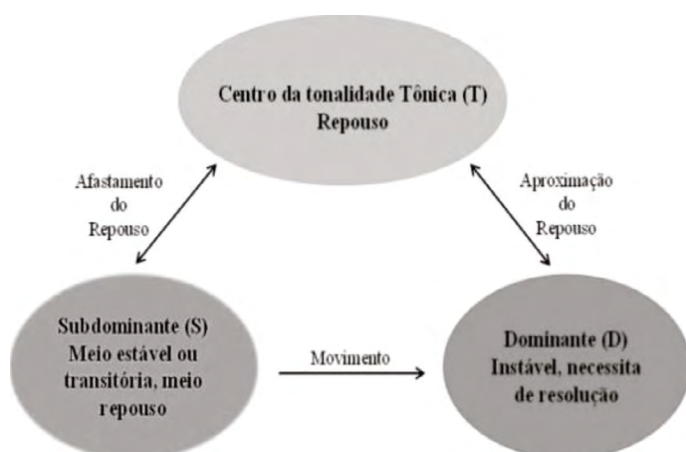 Centro da tonalidade Tônica (T)
Repouso
Afastamento
do
Repouso
Aproximação
do
Repouso
Subdominante (S)
Meio estável ou
transitória, meio
repouso
Movimento
Dominante (D)
Instável, necessita
de resolução